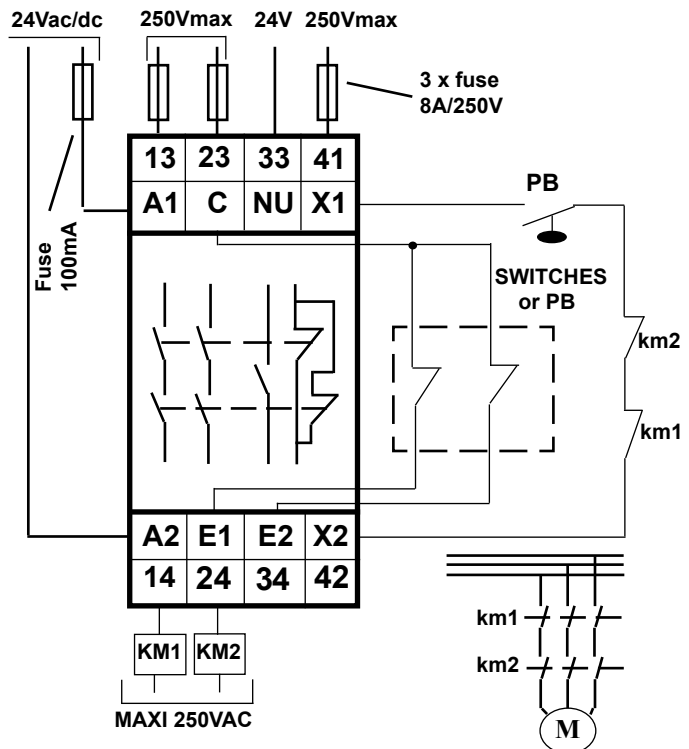 24Vac/dc 250Vmax 24V 250Vmax
3 x fuse
8A/250V
13 23 33 41
A1 C NU X1
PB
Fuse
100mA
SWITCHES
or PB
km2
km1
A2 E1 E2 X2
14 24 34 42
KM1 KM2
MAXI 250VAC
km1
km2
M